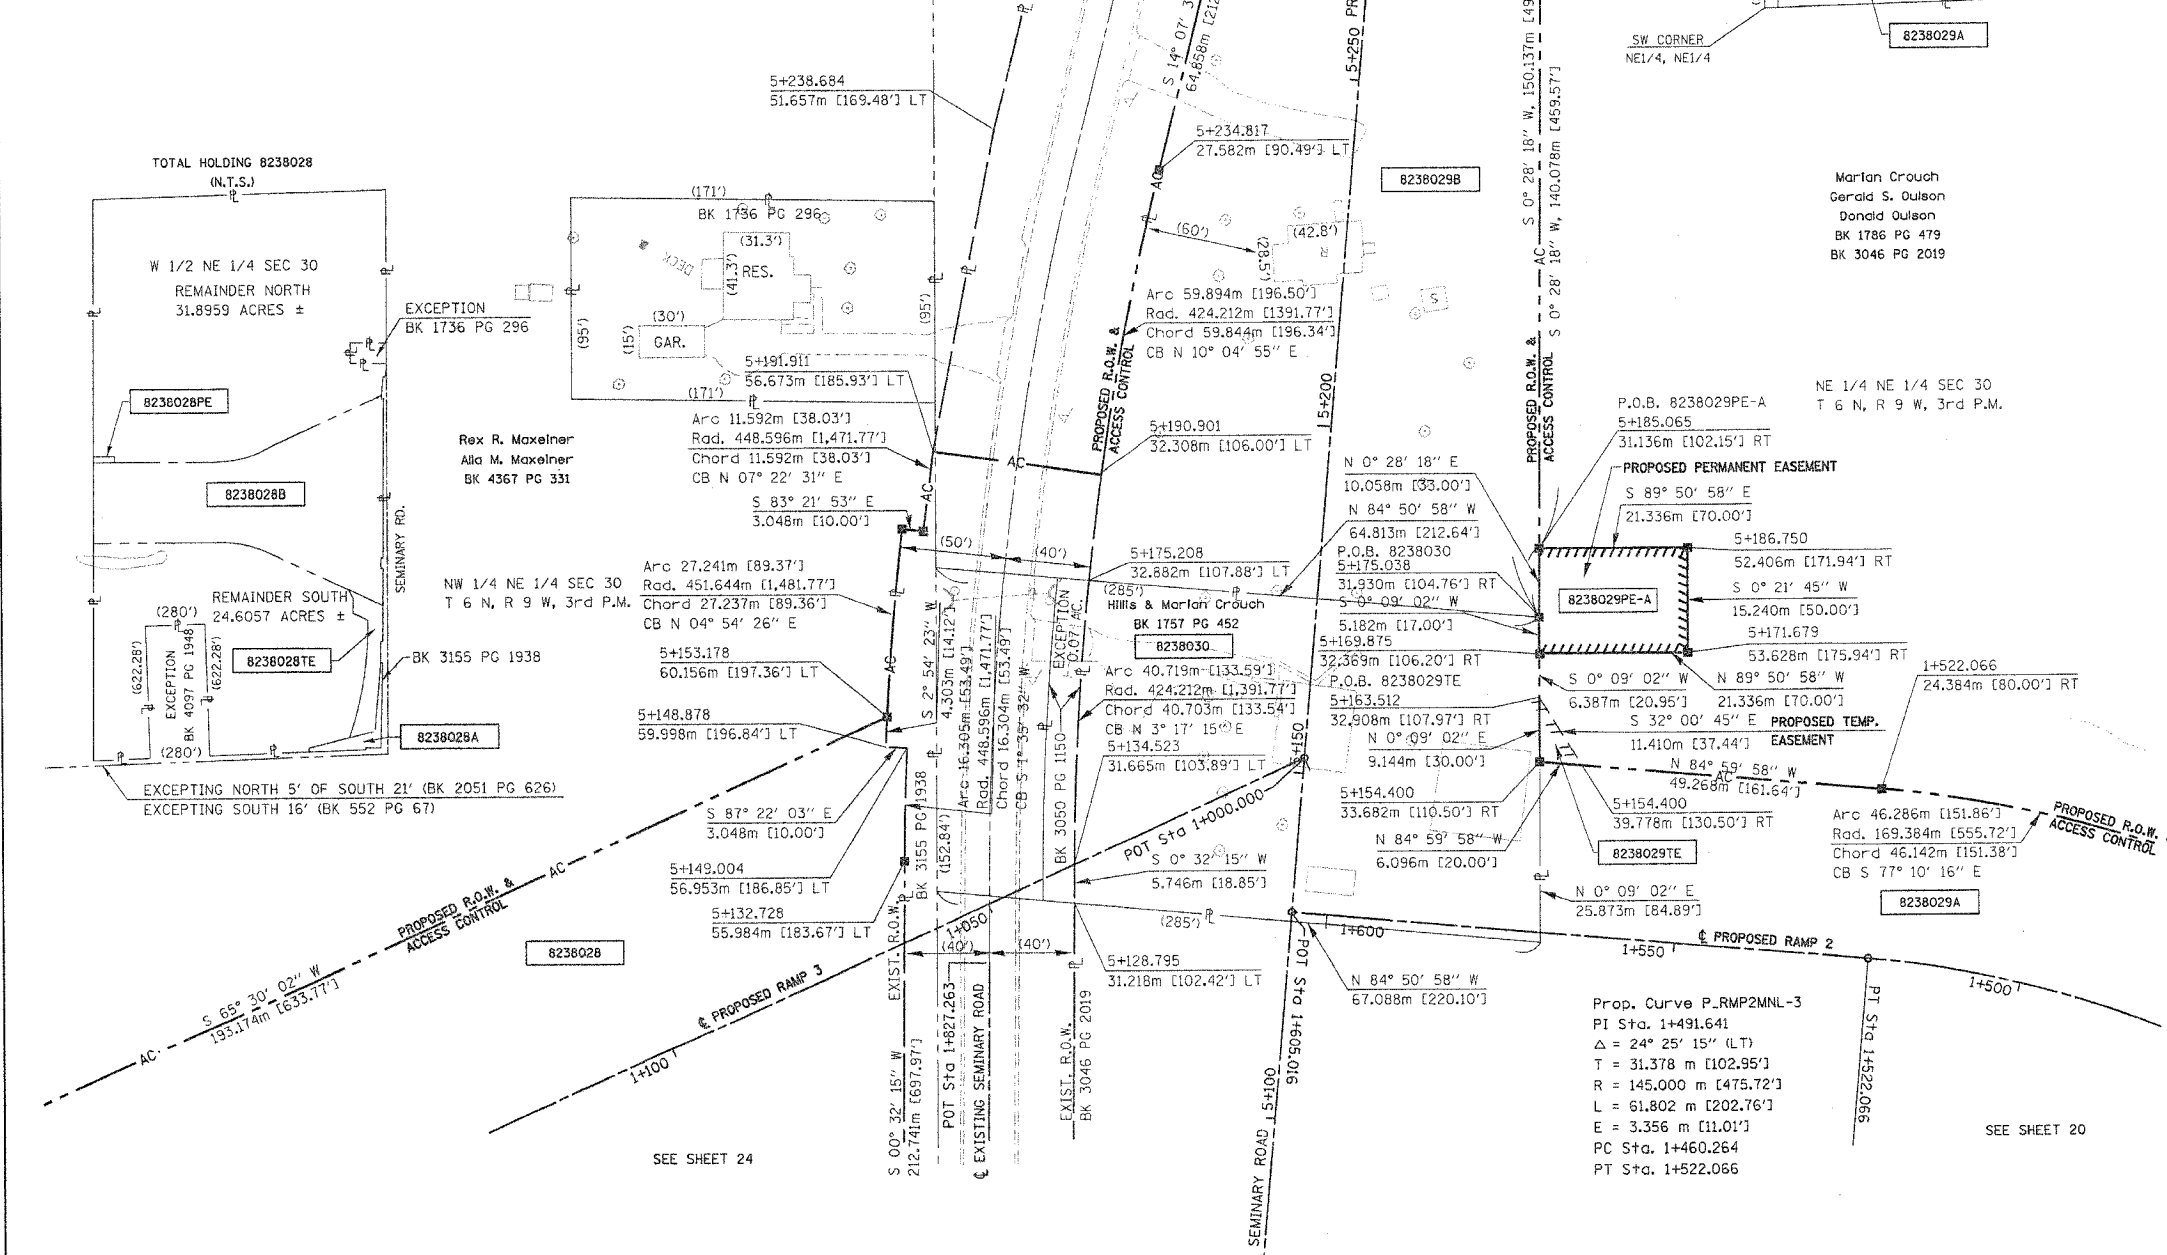 TOTAL HOLDING 8238028
(N.T.S.)
W 1/2 NE 1/4 SEC 30
REMAINDER NORTH
31.8959 ACRES ±
EXCEPTION
BK 1736 PG 296
8238028PE
8238028B
SEMINARY RD.
REMAINDER SOUTH
24.6057 ACRES ±
(280')
(622.28')
EXCEPTION
BK 4097 PG 1948
(622.28')
(280')
8238028TE
BK 3155 PG 1938
8238028A
EXCEPTING NORTH 5' OF SOUTH 21' (BK 2051 PG 626)
EXCEPTING SOUTH 16' (BK 552 PG 67)
Rex R. Maxeiner
Alla M. Maxeiner
BK 4367 PG 331
NW 1/4 NE 1/4 SEC 30
T 6 N, R 9 W, 3rd P.M.
(171')
BK 1736 PG 296
(31.3')
DECK
(41.3')
RES.
(30')
(15')
GAR.
(95')
(95')
(171')
5+238.684
51.657m [169.48'] LT
5+191.911
56.673m [185.93'] LT
Arc 11.592m [38.03']
Rad. 448.596m [1,471.77']
Chord 11.592m [38.03']
CB N 07° 22' 31" E
S 83° 21' 53" E
3.048m [10.00']
Arc 27.241m [89.37']
Rad. 451.644m [1,481.77']
Chord 27.237m [89.36']
CB N 04° 54' 26" E
5+153.178
60.156m [197.36'] LT
5+148.878
59.998m [196.84'] LT
S 87° 22' 03" E
3.048m [10.00']
5+149.004
56.953m [186.85'] LT
5+132.728
55.984m [183.67'] LT
8238028
PROPOSED R.O.W. &
ACCESS CONTROL
AC
AC
S 65° 30' 02" W
193.174m [633.77']
℄ PROPOSED RAMP 3
1+100
1+050
SEE SHEET 24
EXIST. R.O.W.
BK 3155 PG 1938
S 00° 32' 15" W
212.741m [697.97']
(152.84')
POT Sta 1+827.263
℄ EXISTING SEMINARY ROAD
(40')
(40')
(50')
(40')
S 2° 54' 23" W
4.303m [14.12']
Arc 16.305m [53.49']
Rad. 448.596m [1,471.77']
Chord 16.304m [53.49']
CB S 1° 35' 32" W
EXCEPTION
0.07 AC.
BK 3050 PG 1150
EXIST. R.O.W.
BK 3046 PG 2019
AC
AC
AC
S 14° 07' 3
64.858m [212
5+234.817
27.582m [90.49'] LT
AC
(60')
(28.5')
(42.8')
R
S
Arc 59.894m [196.50']
Rad. 424.212m [1391.77']
Chord 59.844m [196.34']
CB N 10° 04' 55" E
PROPOSED R.O.W. &
ACCESS CONTROL
5+190.901
32.308m [106.00'] LT
5+175.208
32.882m [107.88'] LT
(285')
Hillis & Marian Crouch
BK 1757 PG 452
8238030
Arc 40.719m [133.59']
Rad. 424.212m [1,391.77']
Chord 40.703m [133.54']
CB N 3° 17' 15" E
5+134.523
31.665m [103.89'] LT
POT Sta 1+000.000
S 0° 32' 15" W
5.746m [18.85']
(285')
5+128.795
31.218m [102.42'] LT
5+250
5+200
5+150
5+100
SEMINARY ROAD
POT Sta 1+605.016
8238029B
N 0° 28' 18" E
10.058m [33.00']
N 84° 50' 58" W
64.813m [212.64']
P.O.B. 8238030
5+175.038
31.930m [104.76'] RT
S 0° 09' 02" W
5.182m [17.00']
5+169.875
32.369m [106.20'] RT
P.O.B. 8238029TE
5+163.512
32.908m [107.97'] RT
N 0° 09' 02" E
9.144m [30.00']
5+154.400
33.682m [110.50'] RT
N 84° 59' 58" W
6.096m [20.00']
N 84° 50' 58" W
67.088m [220.10']
1+600
1+550
1+500
℄ PROPOSED RAMP 2
S 0° 28' 18" W, 150.137m [49
S 0° 28' 18" W, 140.078m [459.57']
AC
PROPOSED R.O.W. &
ACCESS CONTROL
SW CORNER
NE1/4, NE1/4
8238029A
Marian Crouch
Gerald S. Oulson
Donald Oulson
BK 1786 PG 479
BK 3046 PG 2019
NE 1/4 NE 1/4 SEC 30
T 6 N, R 9 W, 3rd P.M.
P.O.B. 8238029PE-A
5+185.065
31.136m [102.15'] RT
PROPOSED PERMANENT EASEMENT
S 89° 50' 58" E
21.336m [70.00']
5+186.750
52.406m [171.94'] RT
8238029PE-A
S 0° 21' 45" W
15.240m [50.00']
5+171.679
53.628m [175.94'] RT
S 0° 09' 02" W
6.387m [20.95']
N 89° 50' 58" W
21.336m [70.00']
1+522.066
24.384m [80.00'] RT
S 32° 00' 45" E
11.410m [37.44']
PROPOSED TEMP.
EASEMENT
N 84° 59' 58" W
AC
49.268m [161.64']
5+154.400
39.778m [130.50'] RT
8238029TE
N 0° 09' 02" E
25.873m [84.89']
Arc 46.286m [151.86']
Rad. 169.384m [555.72']
Chord 46.142m [151.38']
CB S 77° 10' 16" E
PROPOSED R.O.W.
ACCESS CONTROL
8238029A
PT Sta 1+522.066
Prop. Curve P_RMP2MNL-3
PI Sta. 1+491.641
Δ = 24° 25' 15" (LT)
T = 31.378 m [102.95']
R = 145.000 m [475.72']
L = 61.802 m [202.76']
E = 3.356 m [11.01']
PC Sta. 1+460.264
PT Sta. 1+522.066
SEE SHEET 20